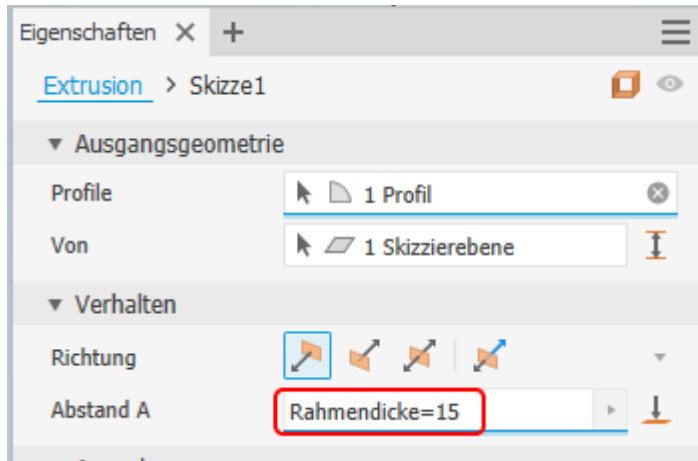 Eigenschaften × +
Extrusion > Skizze1
Ausgangsgeometrie
Profile 1 Profil
Von 1 Skizzierebene
Verhalten
Richtung
Abstand A Rahmendicke=15